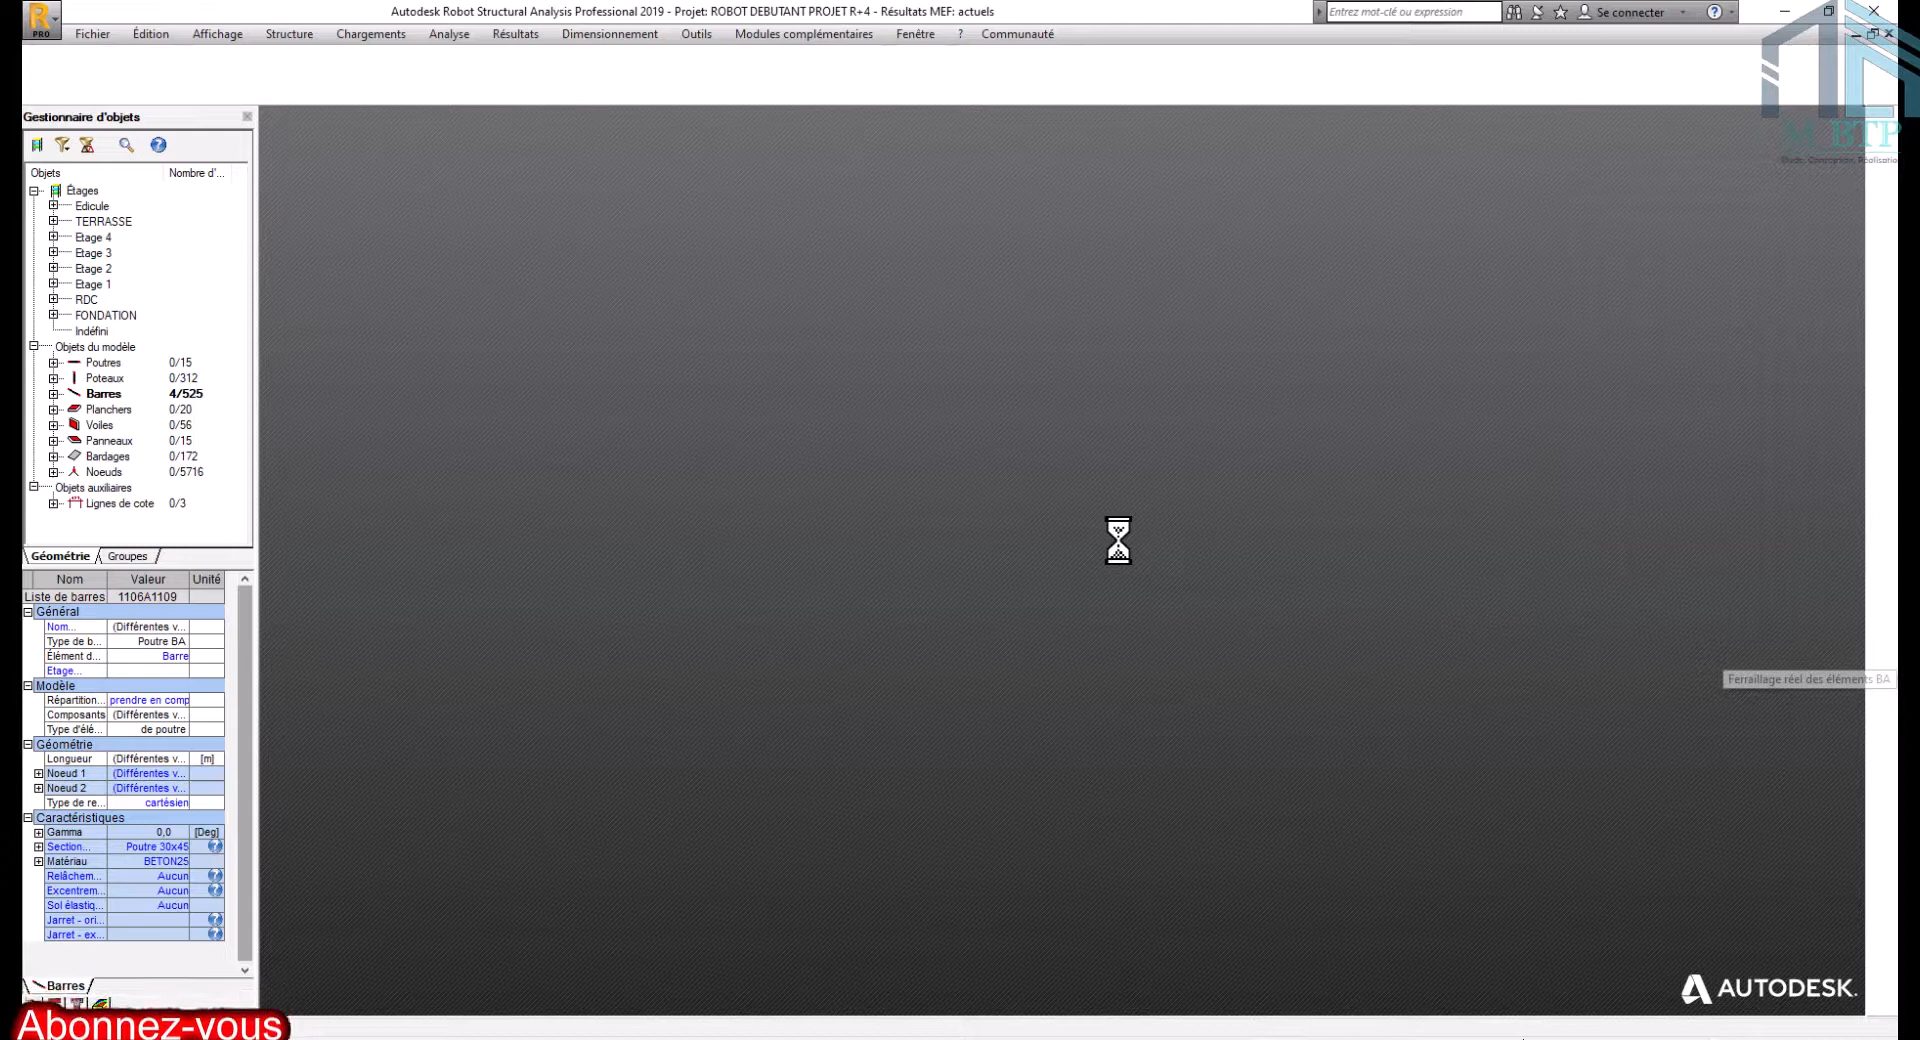 Autodesk Robot Structural Analysis Professional 2019 - Projet: ROBOT DEBUTANT PROJET R+4 - Résultats MEF: actuels
Entrez mot-clé ou expression
Se connecter
PRO
Fichier Édition Affichage Structure Chargements Analyse Résultats Dimensionnement Outils Modules complémentaires Fenêtre ? Communauté
M BTP
Gestionnaire d'objets
Objets Nombre d'...
Étages
Edicule
TERRASSE
Etage 4
Etage 3
Etage 2
Etage 1
RDC
FONDATION
Indéfini
Objets du modèle
Poutres 0/15
Poteaux 0/312
Barres 4/525
Planchers 0/20
Voiles 0/56
Panneaux 0/15
Bardages 0/172
Noeuds 0/5716
Objets auxiliaires
Lignes de cote 0/3
Géométrie Groupes
Nom Valeur Unité
Liste de barres 1106A1109
Général
Nom... (Différentes v...
Type de b... Poutre BA
Élément d... Barre
Etage...
Modèle
Répartition... prendre en comp
Composants (Différentes v...
Type d'élé... de poutre
Géométrie
Longueur (Différentes v... [m]
Noeud 1 (Différentes v...
Noeud 2 (Différentes v...
Type de re... cartésien
Caractéristiques
Gamma 0,0 [Deg]
Section... Poutre 30x45
Matériau BETON25
Relâchem... Aucun
Excentrem... Aucun
Sol élastiq... Aucun
Jarret - ori...
Jarret - ex...
Barres
Ferraillage réel des éléments BA
AUTODESK.
Abonnez-vous